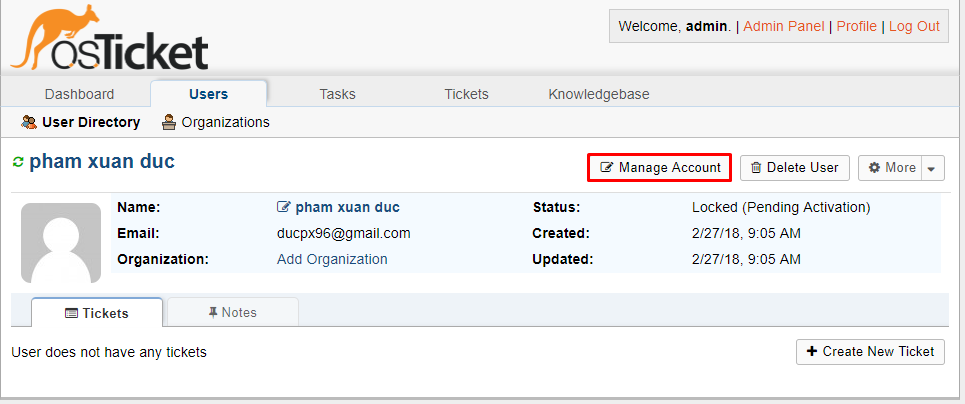 osTicket
Welcome, admin. | Admin Panel | Profile | Log Out
Dashboard Users Tasks Tickets Knowledgebase
User Directory Organizations
pham xuan duc
Manage Account Delete User More
Name: pham xuan duc Status: Locked (Pending Activation)
Email: ducpx96@gmail.com Created: 2/27/18, 9:05 AM
Organization: Add Organization Updated: 2/27/18, 9:05 AM
Tickets Notes
User does not have any tickets Create New Ticket